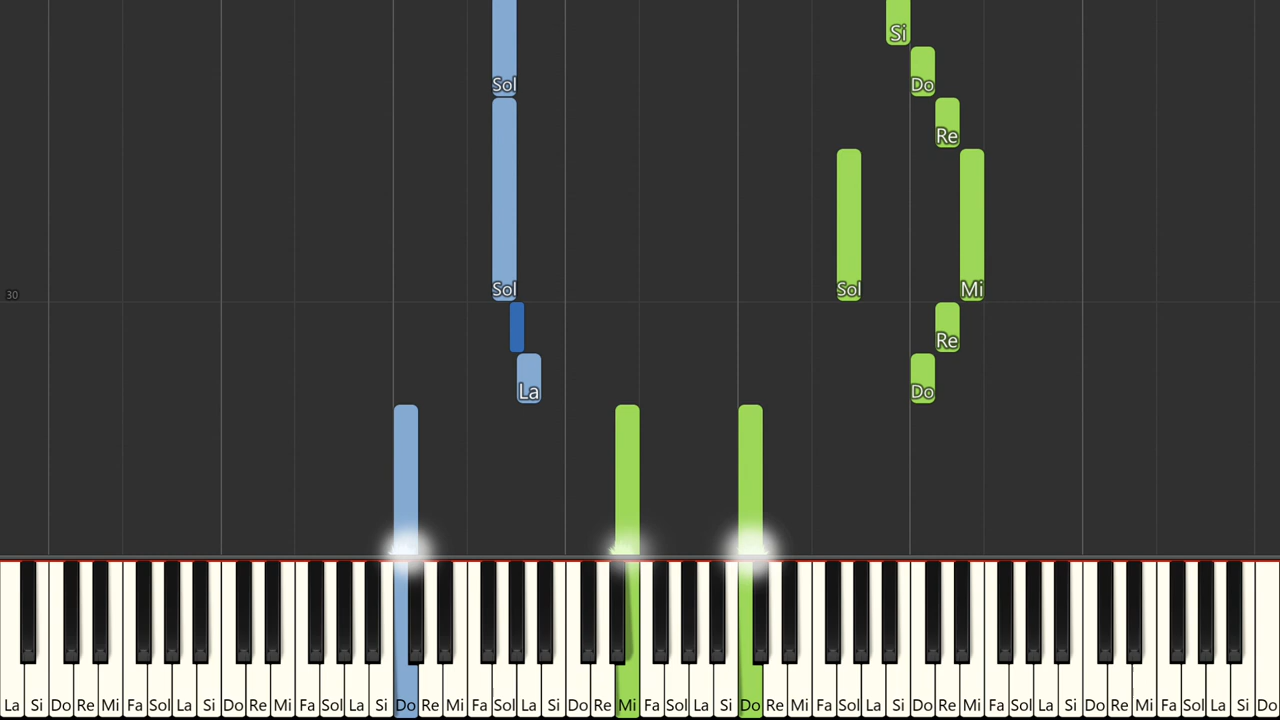 Si
Sol Do
Re
Sol Sol Mi
30
Re
La Do
La Si Do Re Mi Fa Sol La Si Do Re Mi Fa Sol La Si Do Re Mi Fa Sol La Si Do Re Mi Fa Sol La Si Do Re Mi Fa Sol La Si Do Re Mi Fa Sol La Si Do Re Mi Fa Sol La Si Do